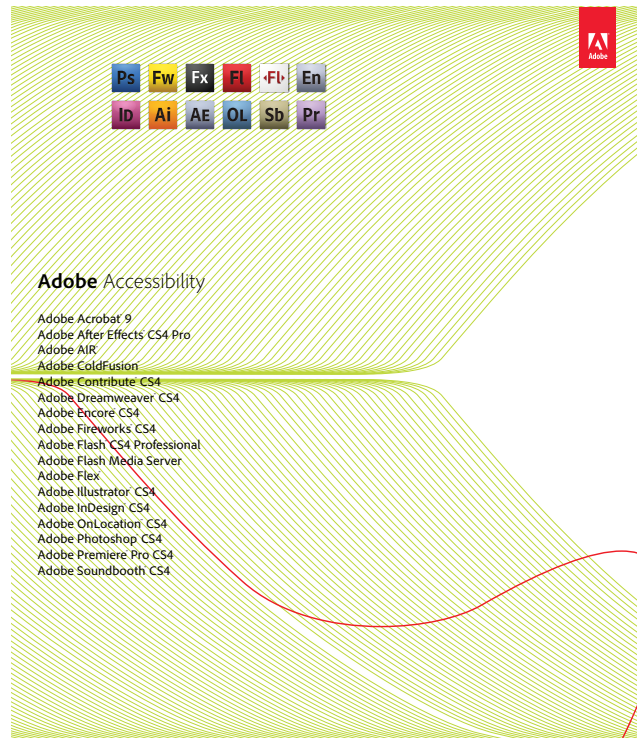 Adobe
Ps Fw Fx Fl Fl En
ID Ai AE OL Sb Pr
Adobe Accessibility
Adobe Acrobat® 9
Adobe After Effects® CS4 Pro
Adobe AIR®
Adobe ColdFusion®
Adobe Contribute® CS4
Adobe Dreamweaver® CS4
Adobe Encore® CS4
Adobe Fireworks® CS4
Adobe Flash® CS4 Professional
Adobe Flash Media Server
Adobe Flex®
Adobe Illustrator® CS4
Adobe InDesign® CS4
Adobe OnLocation® CS4
Adobe Photoshop® CS4
Adobe Premiere® Pro CS4
Adobe Soundbooth® CS4